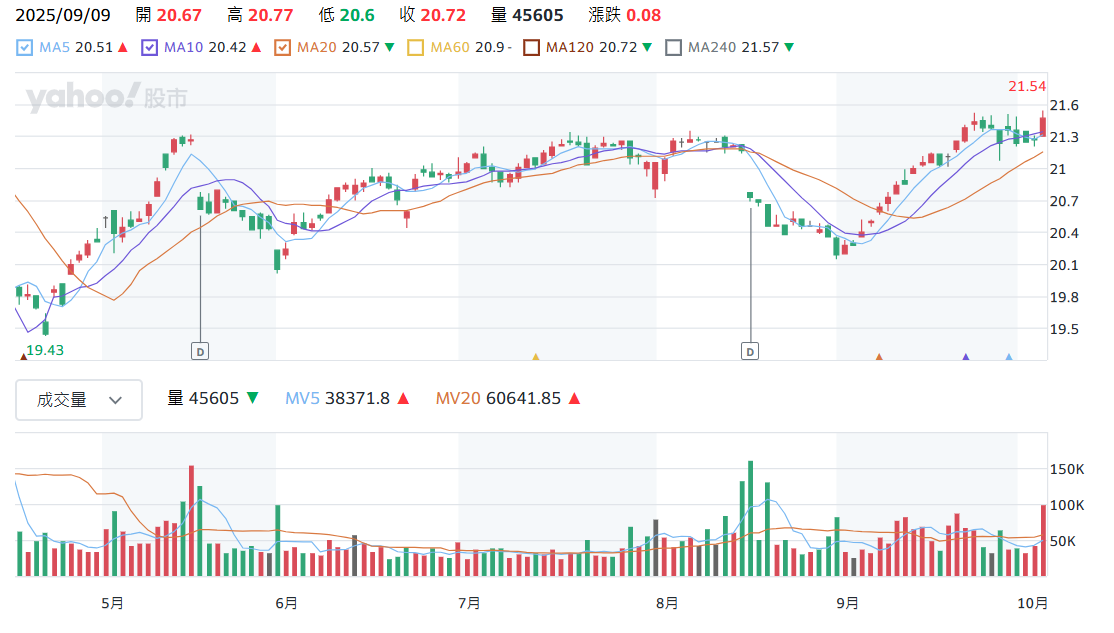 2025/09/09 開 20.67 高 20.77 低 20.6 收 20.72 量 45605 漲跌 0.08
MA5 20.51 ▲ MA10 20.42 ▲ MA20 20.57 ▼ MA60 20.9 - MA120 20.72 ▼ MA240 21.57 ▼
yahoo!股市
21.54
21.6
21.3
21
20.7
20.4
20.1
19.8
19.5
19.43
D
D
成交量 量 45605 ▼ MV5 38371.8 ▲ MV20 60641.85 ▲
150K
100K
50K
5月 6月 7月 8月 9月 10月